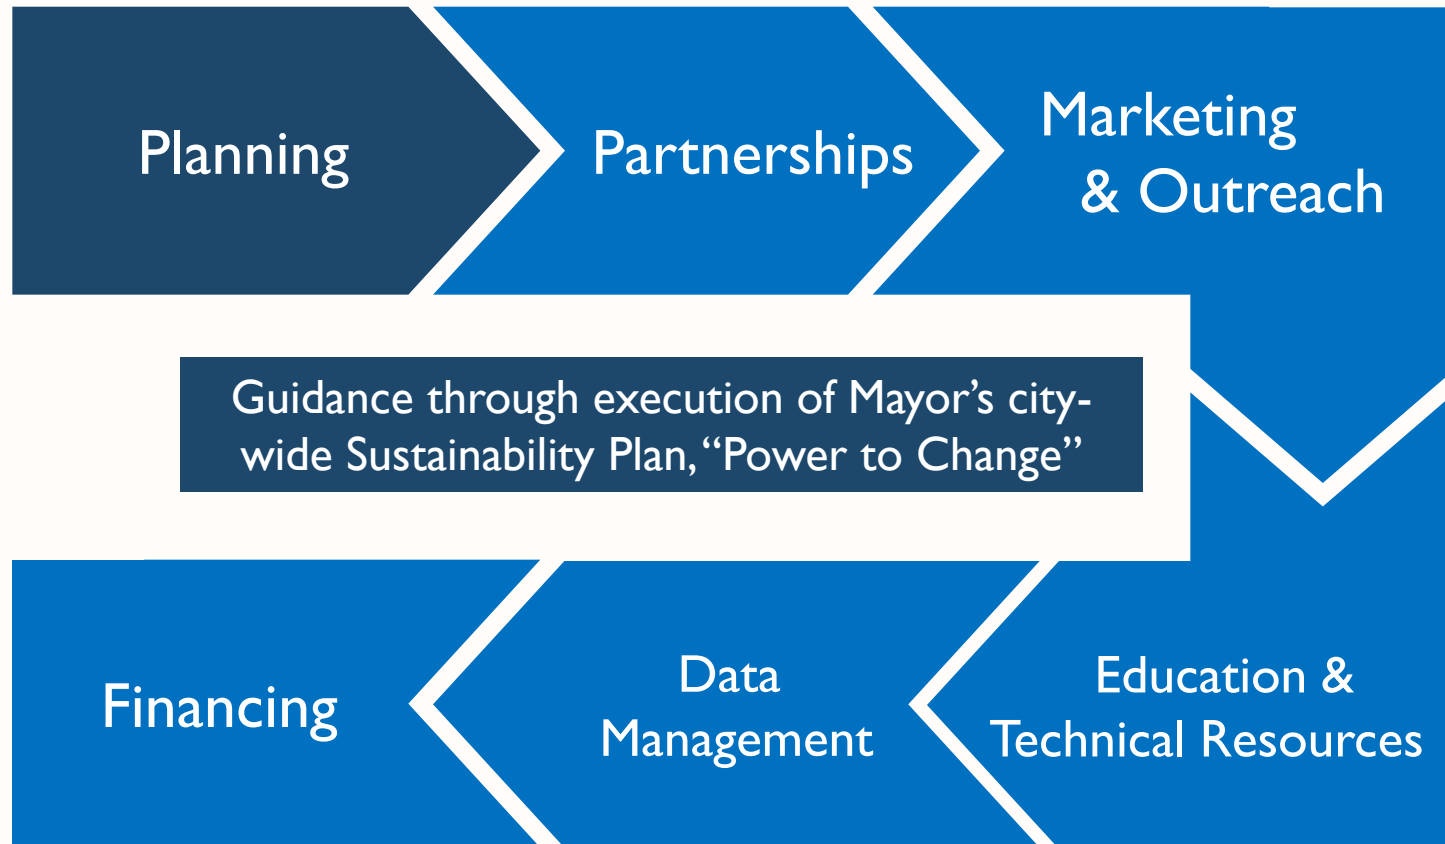 Planning
Partnerships
Marketing
& Outreach
Guidance through execution of Mayor’s city-
wide Sustainability Plan, “Power to Change”
Financing
Data
Management
Education &
Technical Resources